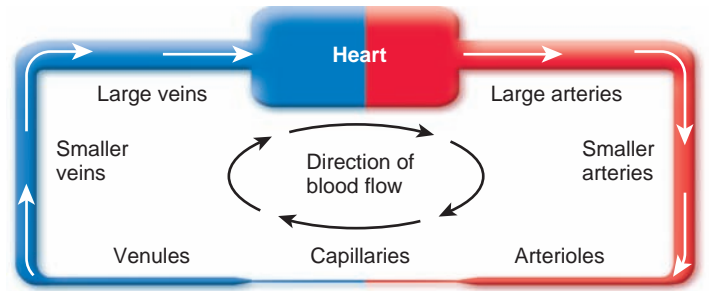 Heart
Large veins
Large arteries
Smaller
veins
Direction of
blood flow
Smaller
arteries
Venules
Capillaries
Arterioles